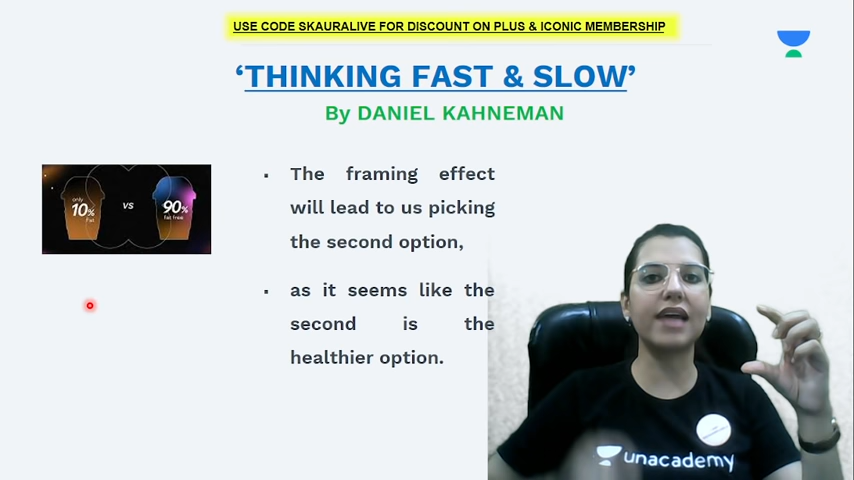 USE CODE SKAURALIVE FOR DISCOUNT ON PLUS & ICONIC MEMBERSHIP
‘THINKING FAST & SLOW’
By DANIEL KAHNEMAN
only
10%
Fat
VS
90%
fat free
▪ The framing effect
will lead to us picking
the second option,
▪ as it seems like the
second is the
healthier option.
unacademy